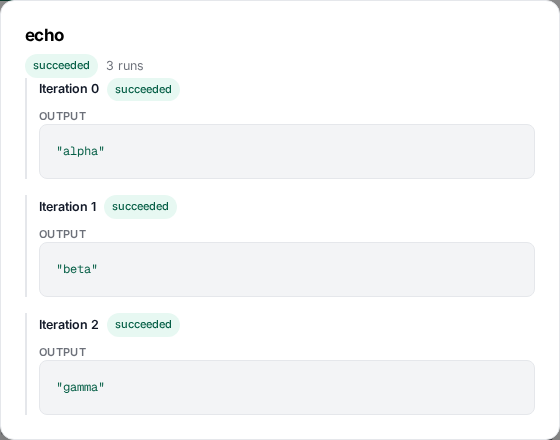 echo
succeeded 3 runs
Iteration 0 succeeded
OUTPUT
"alpha"
Iteration 1 succeeded
OUTPUT
"beta"
Iteration 2 succeeded
OUTPUT
"gamma"